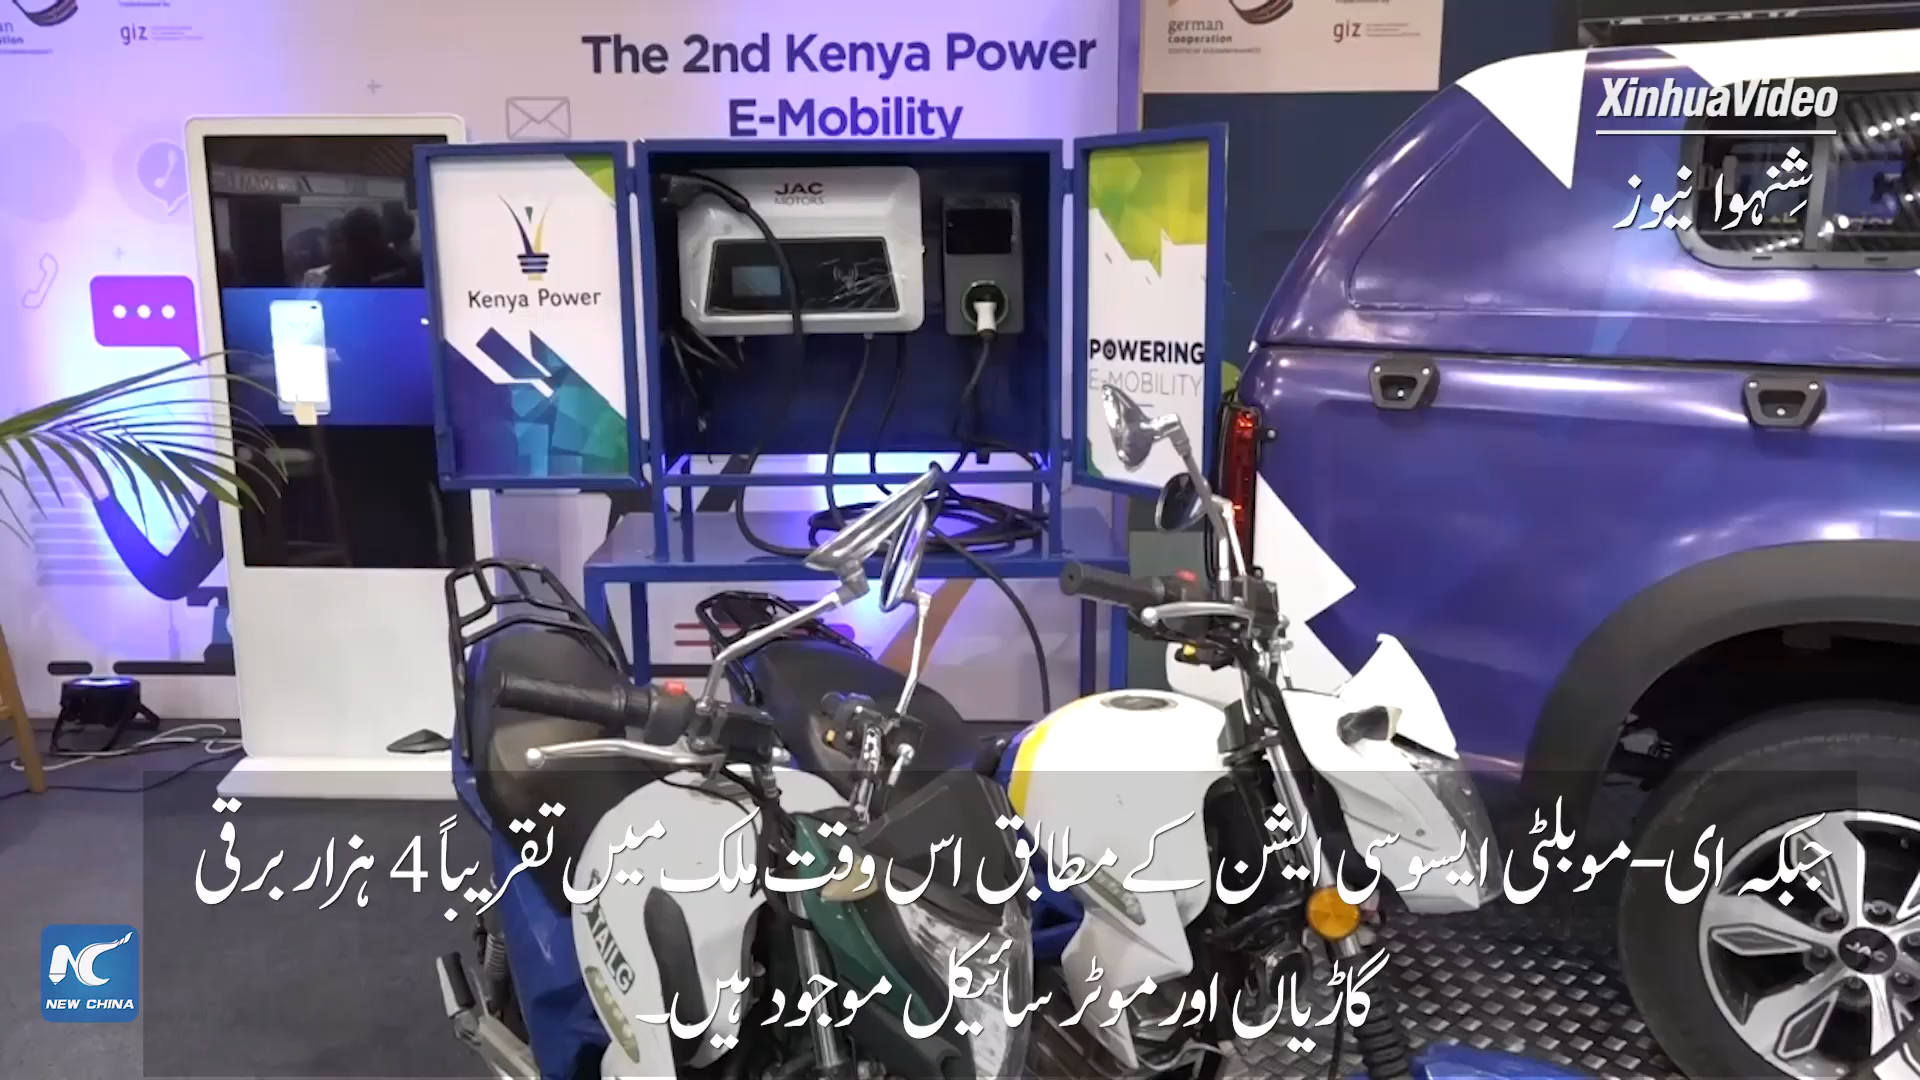 giz
german
cooperation
giz
The 2nd Kenya Power
E-Mobility
XinhuaVideo
شِنہوا نیوز
JAC
MOTORS
Kenya Power
POWERING
E-MOBILITY
جبکہ ای-موبلٹی ایسوسی ایشن کے مطابق اس وقت ملک میں تقریباً 4 ہزار برقی
گاڑیاں اور موٹر سائیکل موجود ہیں۔
TAILG
JAC
NEW CHINA